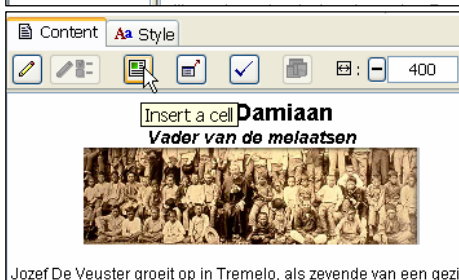 Content Aa Style
: 400
Insert a cell Damiaan
Vader van de melaatsen
Jozef De Veuster groeit op in Tremelo, als zevende van een gezi